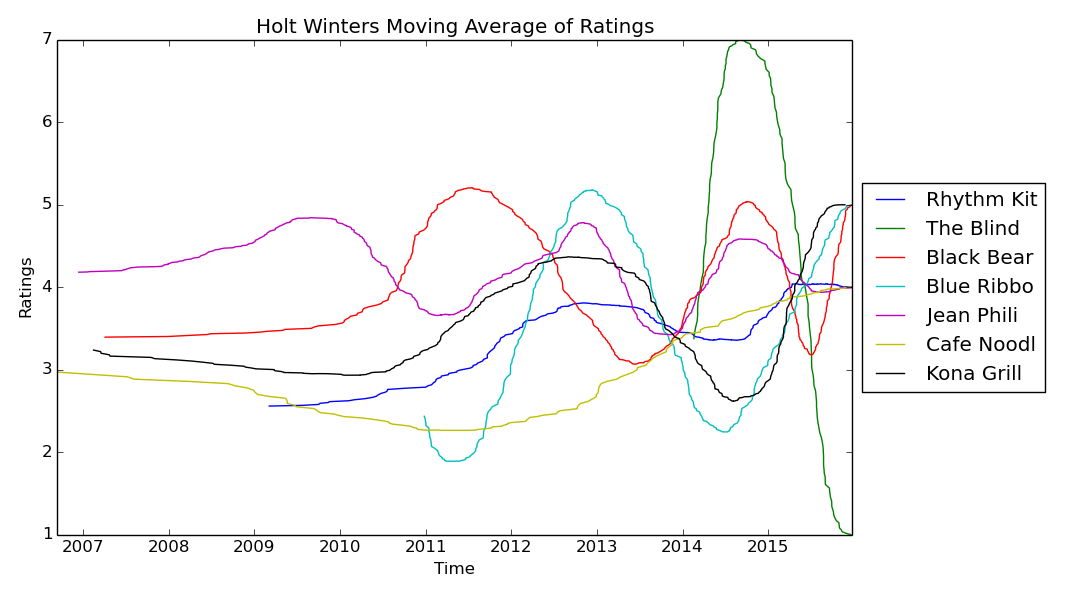 Holt Winters Moving Average of Ratings
7
6
5
4
3
2
1
Ratings
2007 2008 2009 2010 2011 2012 2013 2014 2015
Time
Rhythm Kit
The Blind
Black Bear
Blue Ribbo
Jean Phili
Cafe Noodl
Kona Grill